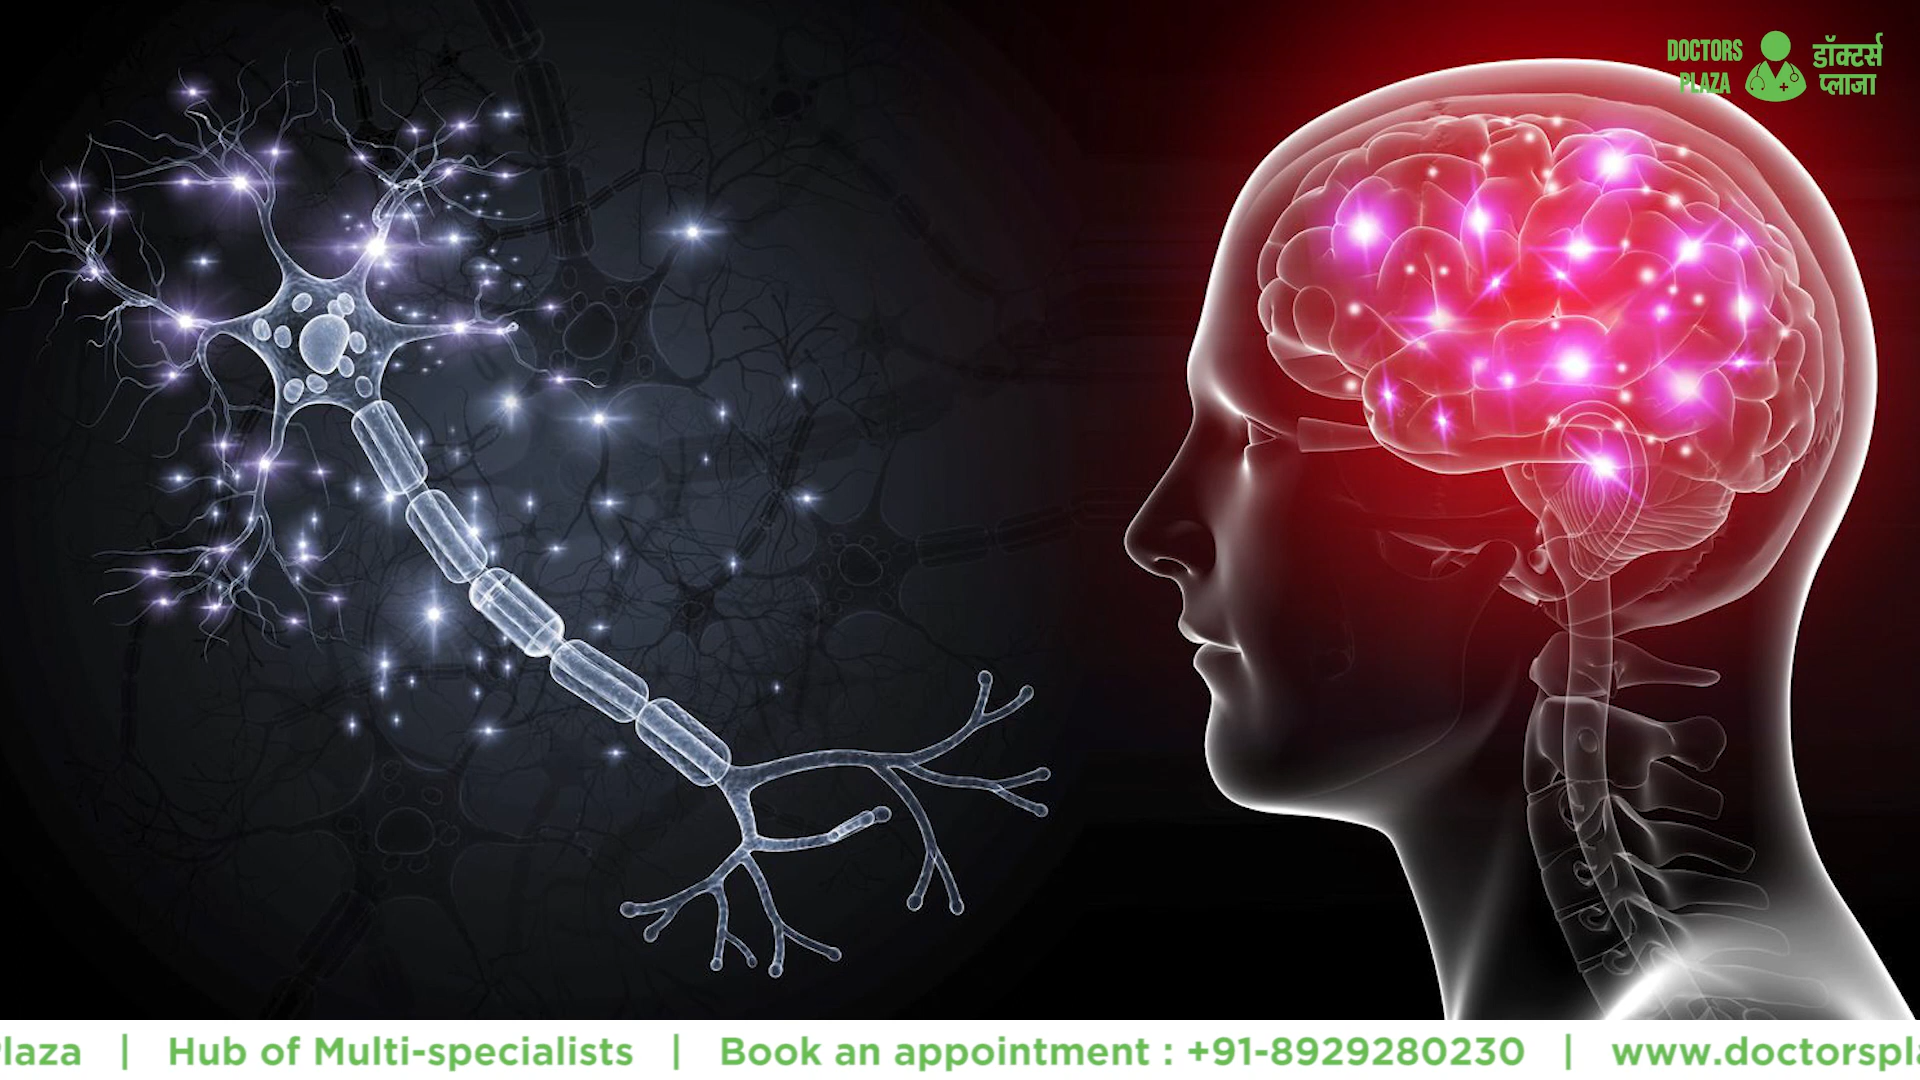 DOCTORS
PLAZA
डॉक्टर्स
प्लाजा
laza | Hub of Multi-specialists | Book an appointment : +91-8929280230 | www.doctorspl